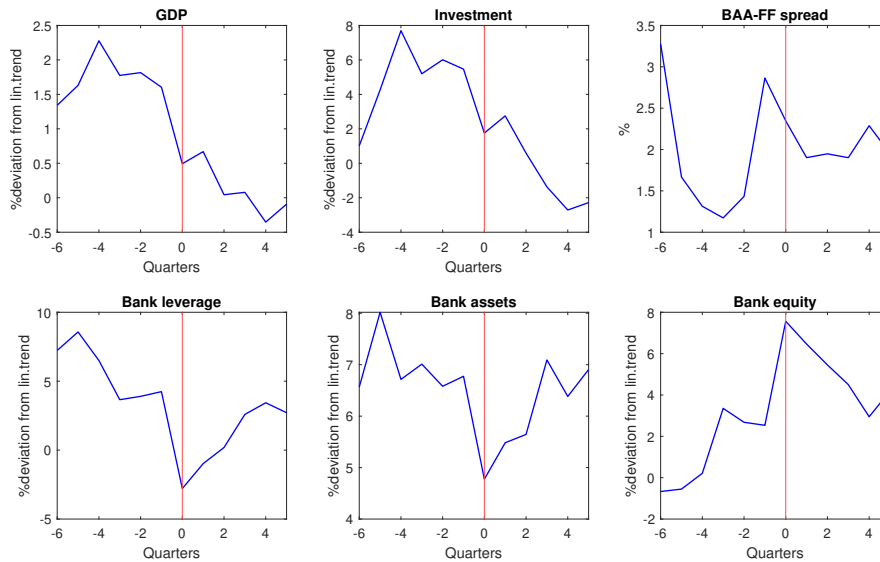 GDP
2.5
2
1.5
1
0.5
0
-0.5
%deviation from lin.trend
-6 -4 -2 0 2 4
Quarters
Investment
8
6
4
2
0
-2
-4
%deviation from lin.trend
-6 -4 -2 0 2 4
Quarters
BAA-FF spread
3.5
3
2.5
2
1.5
1
%
-6 -4 -2 0 2 4
Quarters
Bank leverage
10
5
0
-5
%deviation from lin.trend
-6 -4 -2 0 2 4
Quarters
Bank assets
8
7
6
5
4
%deviation from lin.trend
-6 -4 -2 0 2 4
Quarters
Bank equity
8
6
4
2
0
-2
%deviation from lin.trend
-6 -4 -2 0 2 4
Quarters